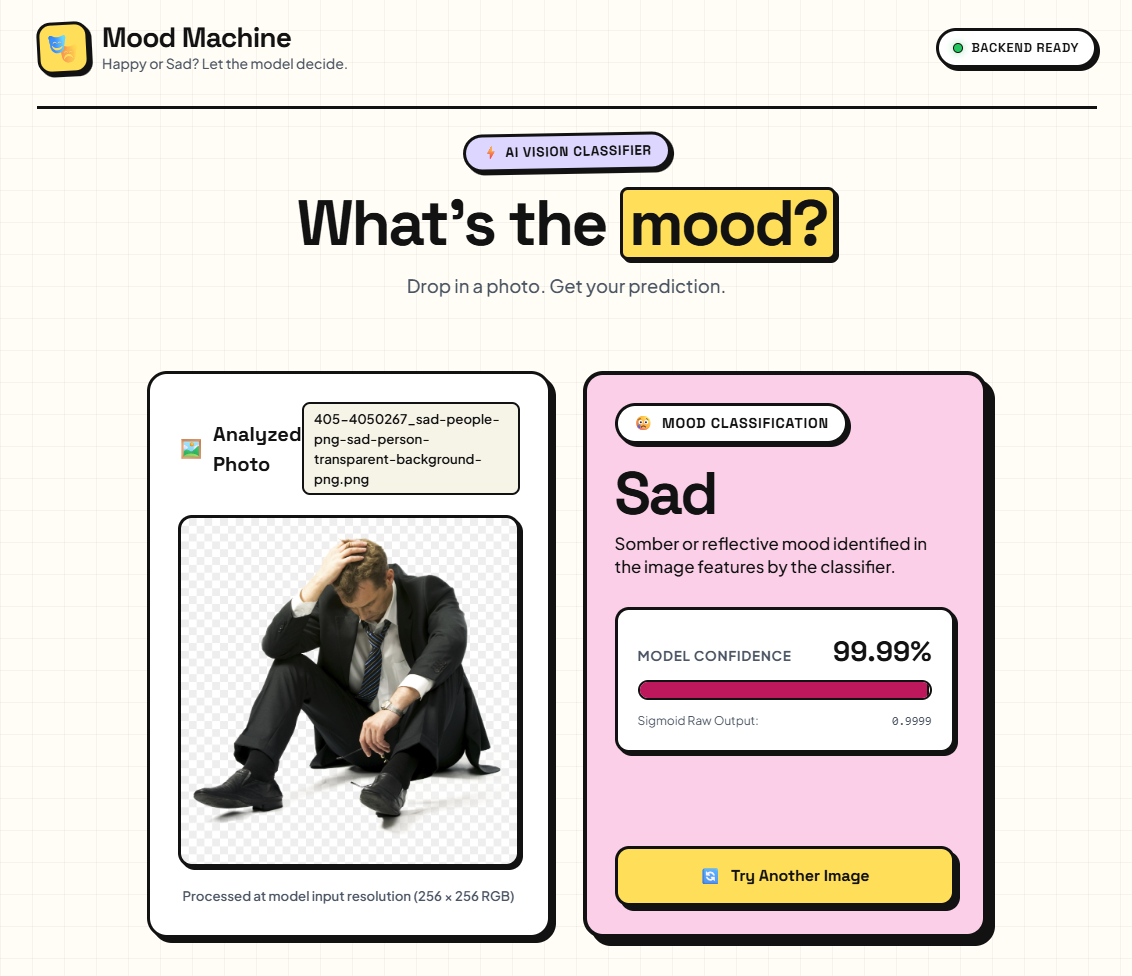 Mood Machine
Happy or Sad? Let the model decide.
BACKEND READY
AI VISION CLASSIFIER
What’s the mood?
Drop in a photo. Get your prediction.
Analyzed
Photo
405-4050267_sad-people-
png-sad-person-
transparent-background-
png.png
Processed at model input resolution (256 × 256 RGB)
MOOD CLASSIFICATION
Sad
Somber or reflective mood identified in
the image features by the classifier.
MODEL CONFIDENCE 99.99%
Sigmoid Raw Output: 0.9999
Try Another Image